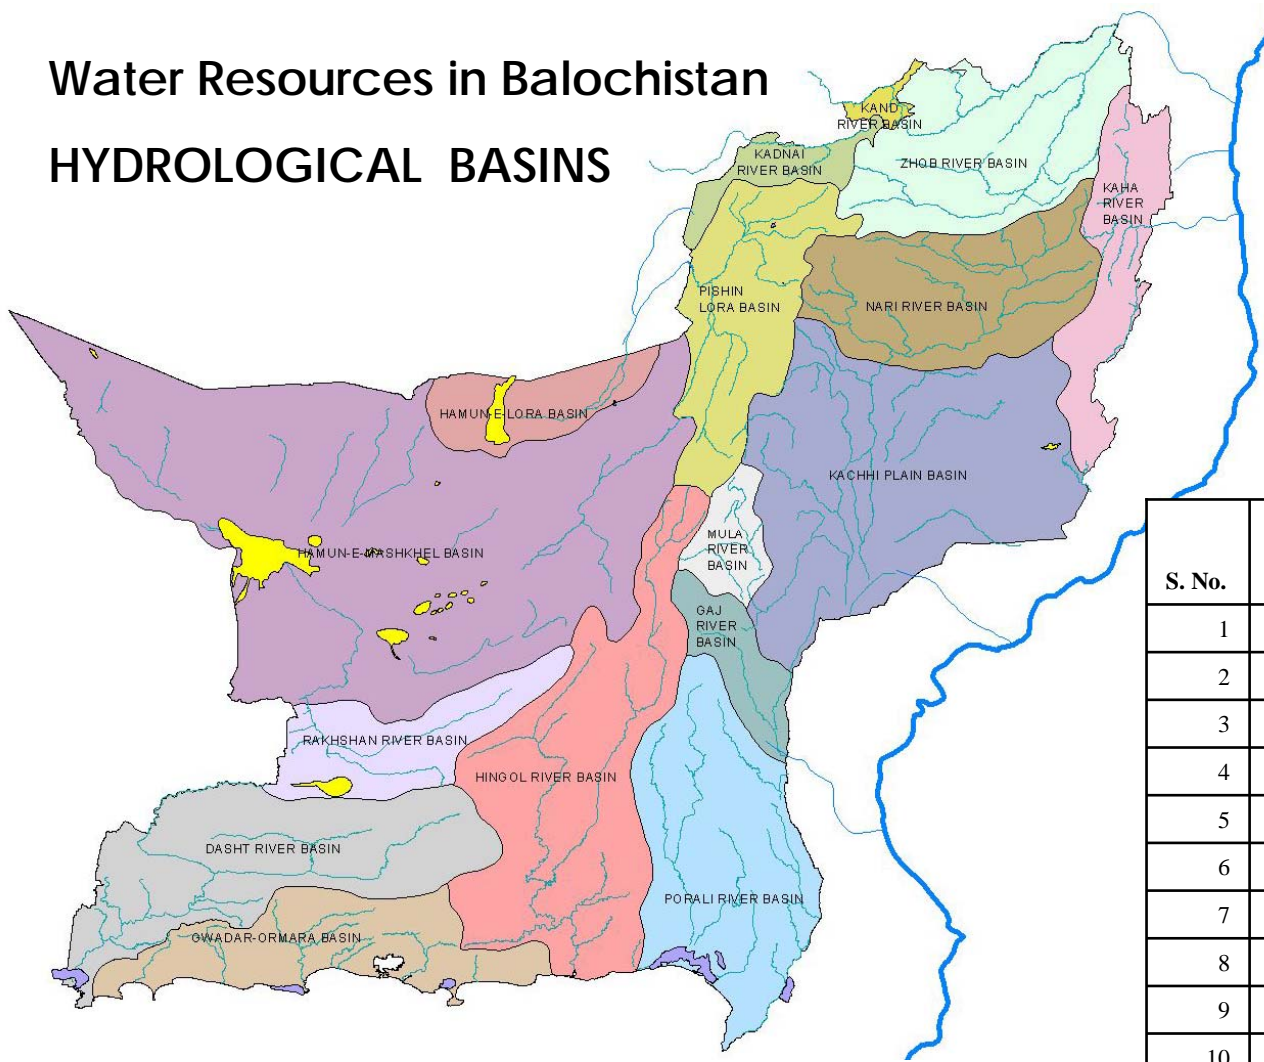 Water Resources in Balochistan
HYDROLOGICAL BASINS
KAND
RIVER BASIN
KADNAI
RIVER BASIN
ZHOB RIVER BASIN
KAHA
RIVER
BASIN
PISHIN
LORA BASIN
NARI RIVER BASIN
HAMUN-E-LORA BASIN
KACHHI PLAIN BASIN
HAMUN-E-MASHKHEL BASIN
MULA
RIVER
BASIN
GAJ
RIVER
BASIN
RAKHSHAN RIVER BASIN
HINGOL RIVER BASIN
DASHT RIVER BASIN
PORALI RIVER BASIN
GWADAR-ORMARA BASIN
S. No.
1
2
3
4
5
6
7
8
9
10